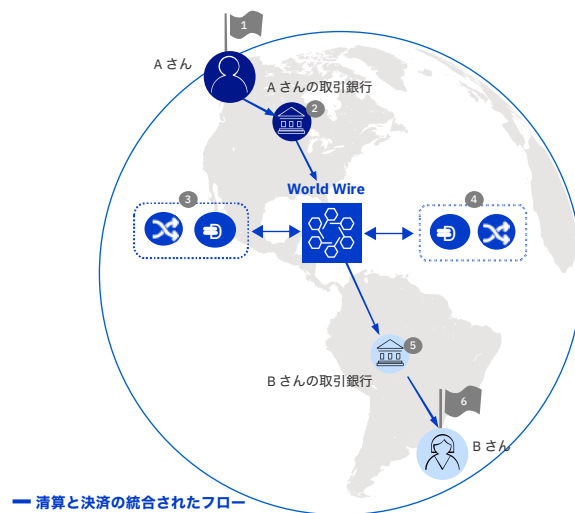 1
A さん
A さんの取引銀行
2
World Wire
3
4
5
B さんの取引銀行
6
B さん
清算と決済の統合されたフロー